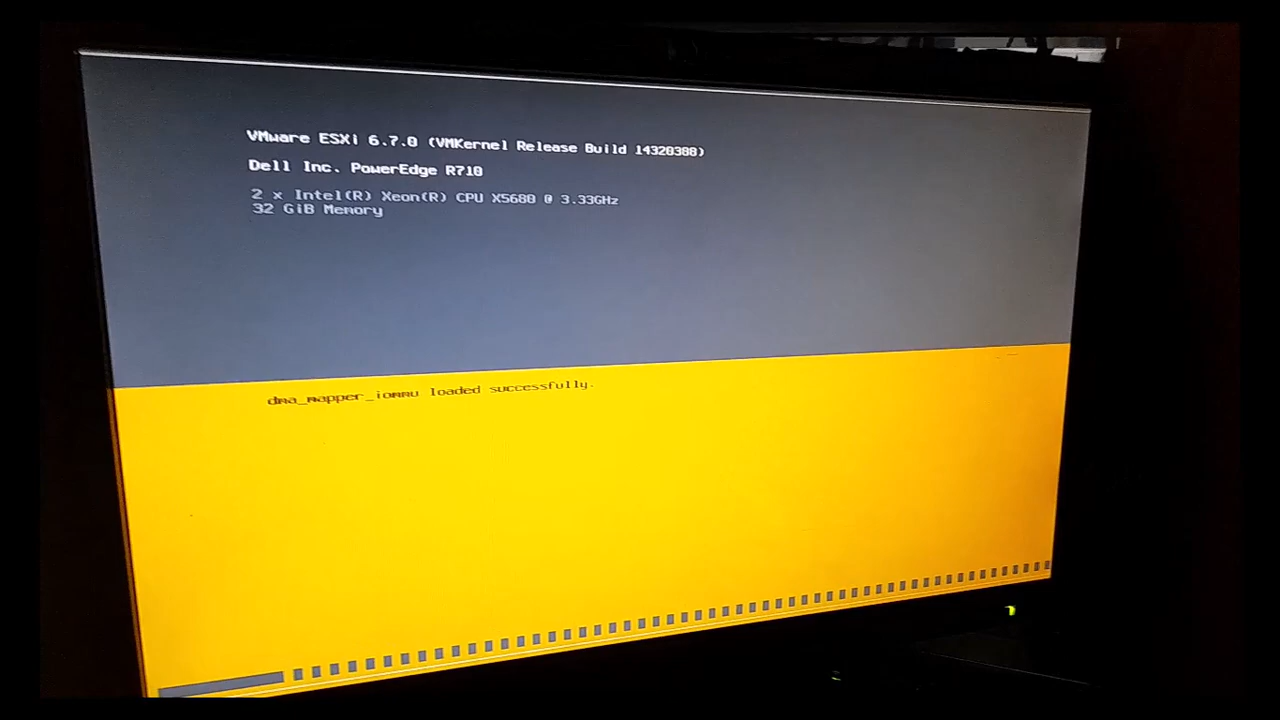 VMware ESXi 6.7.0 (VMKernel Release Build 14320388)
Dell Inc. PowerEdge R710
2 x Intel(R) Xeon(R) CPU X5680 @ 3.33GHz
32 GiB Memory
dma_mapper_iommu loaded successfully.